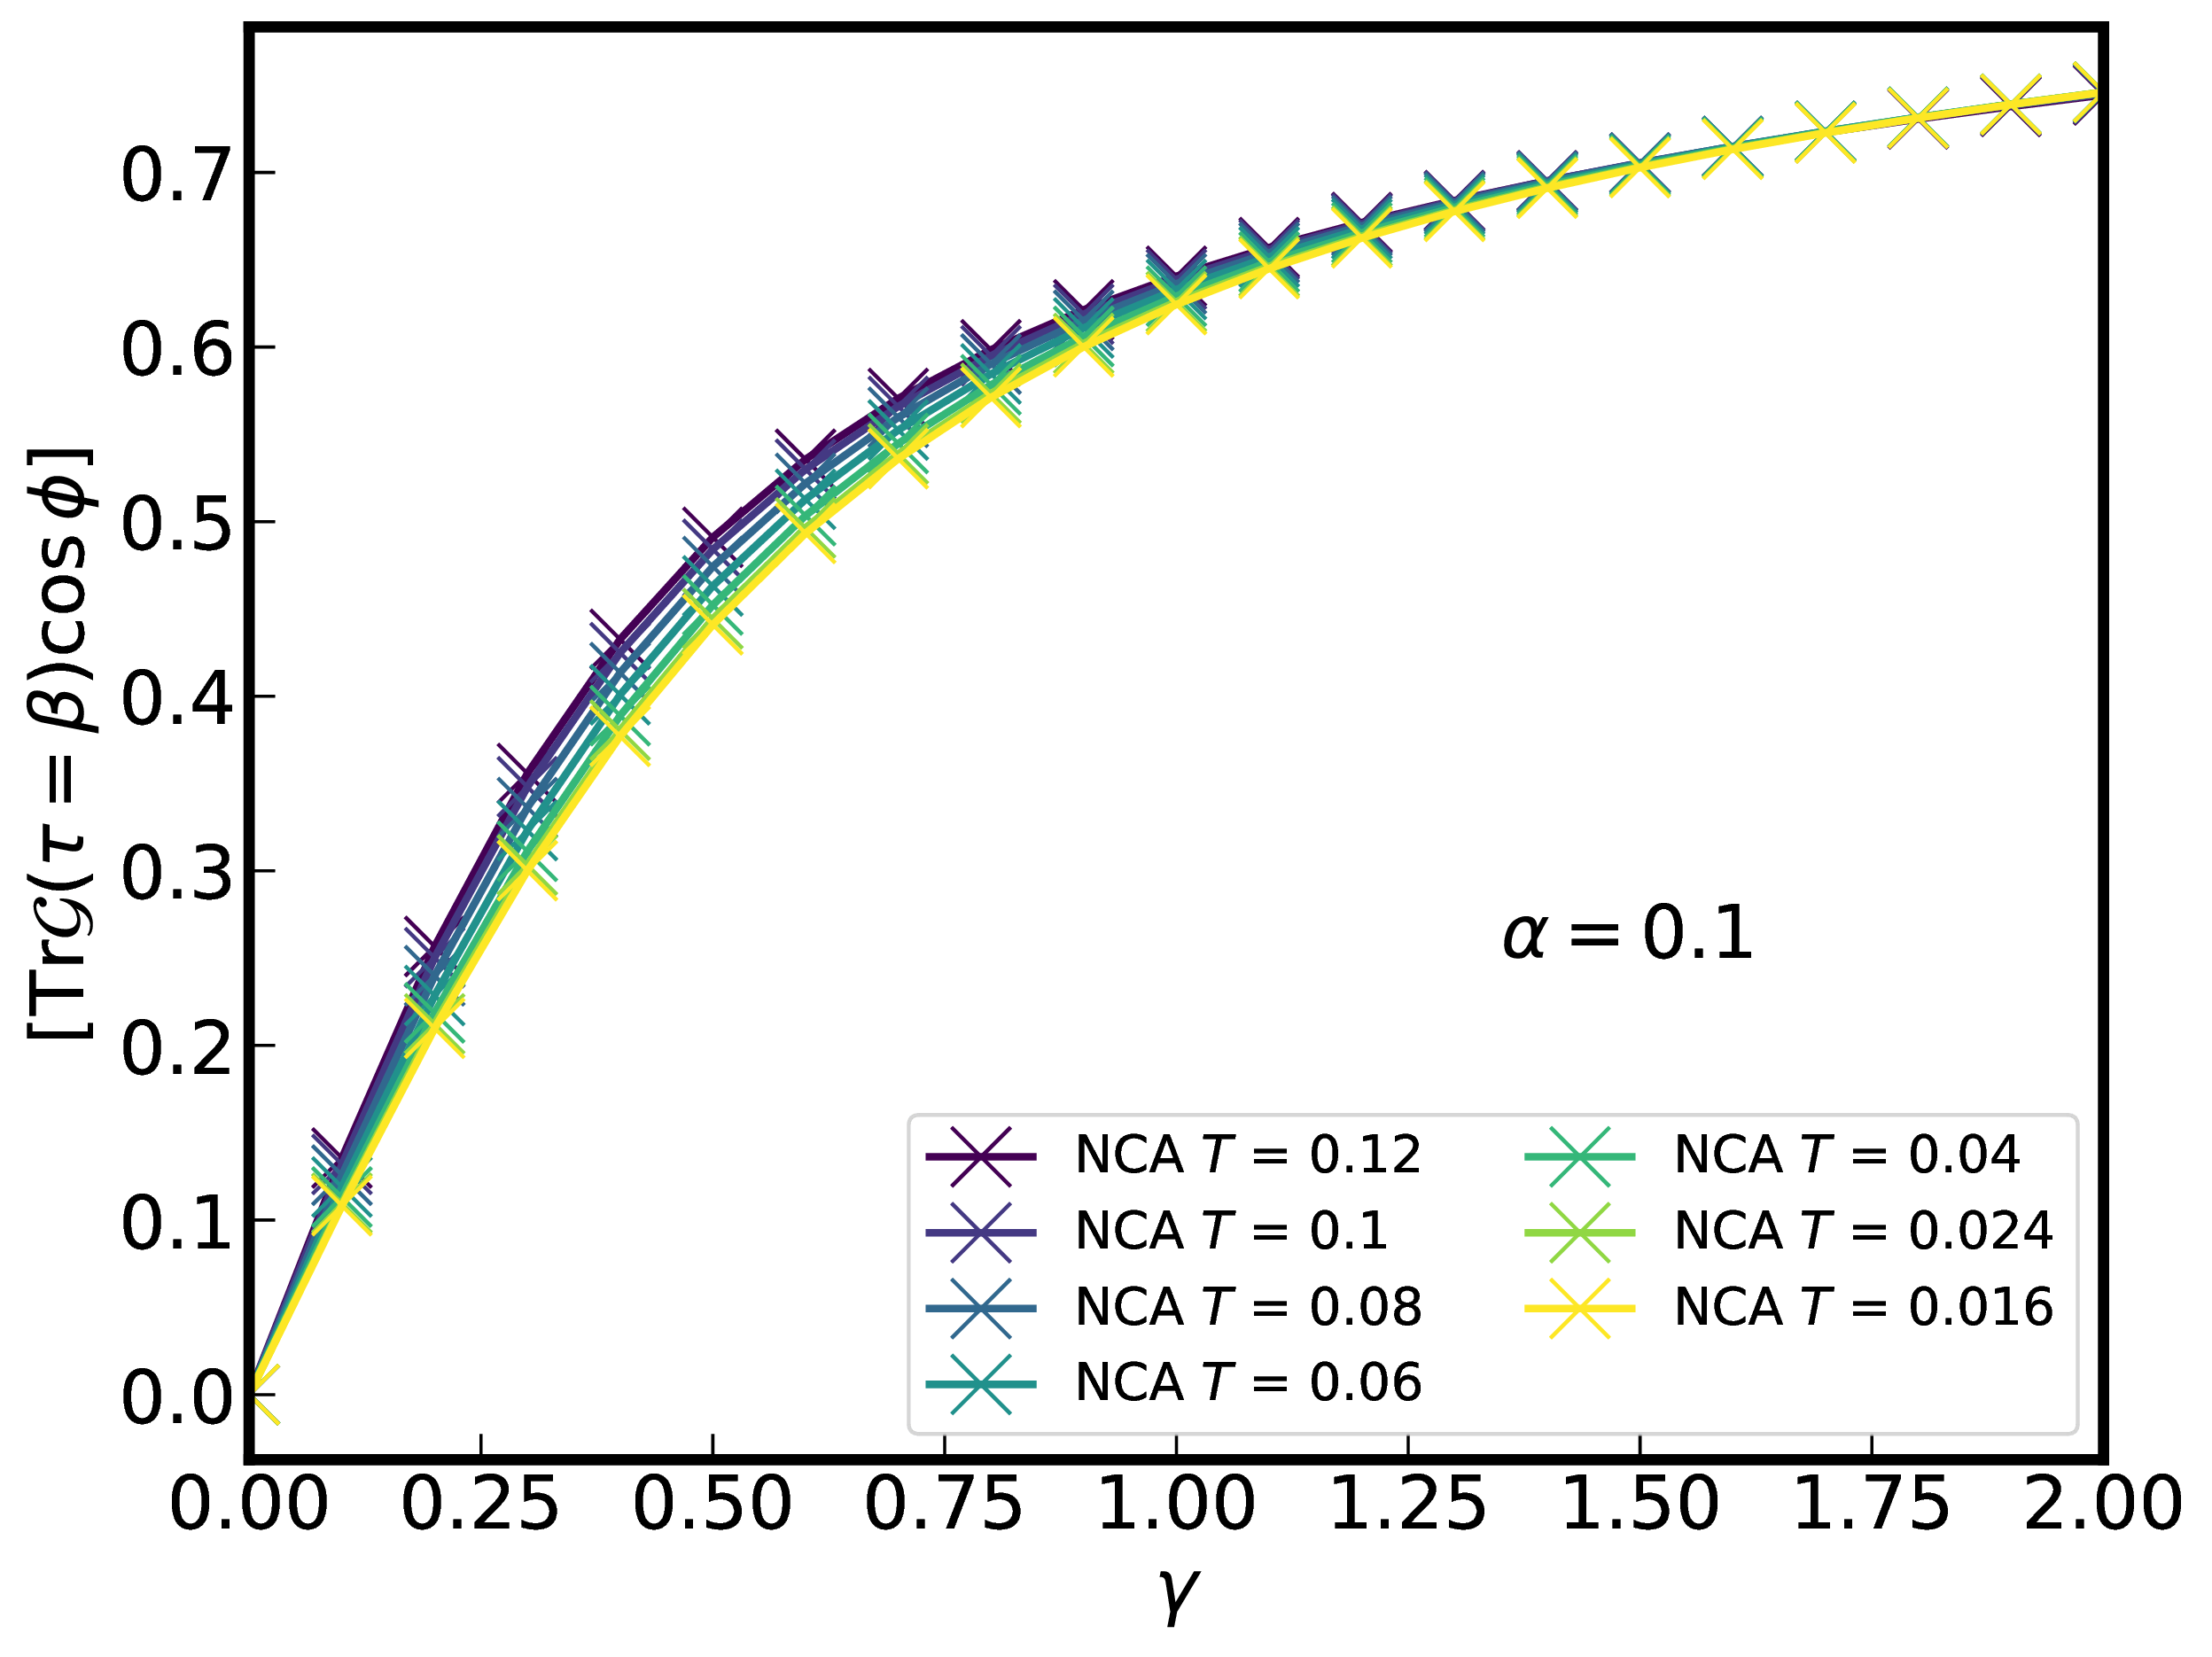 [Tr𝒢(τ = β)cos ϕ]
0.7
0.6
0.5
0.4
0.3
0.2
0.1
0.0
α = 0.1
NCA T = 0.12
NCA T = 0.1
NCA T = 0.08
NCA T = 0.06
NCA T = 0.04
NCA T = 0.024
NCA T = 0.016
0.00 0.25 0.50 0.75 1.00 1.25 1.50 1.75 2.00
γ